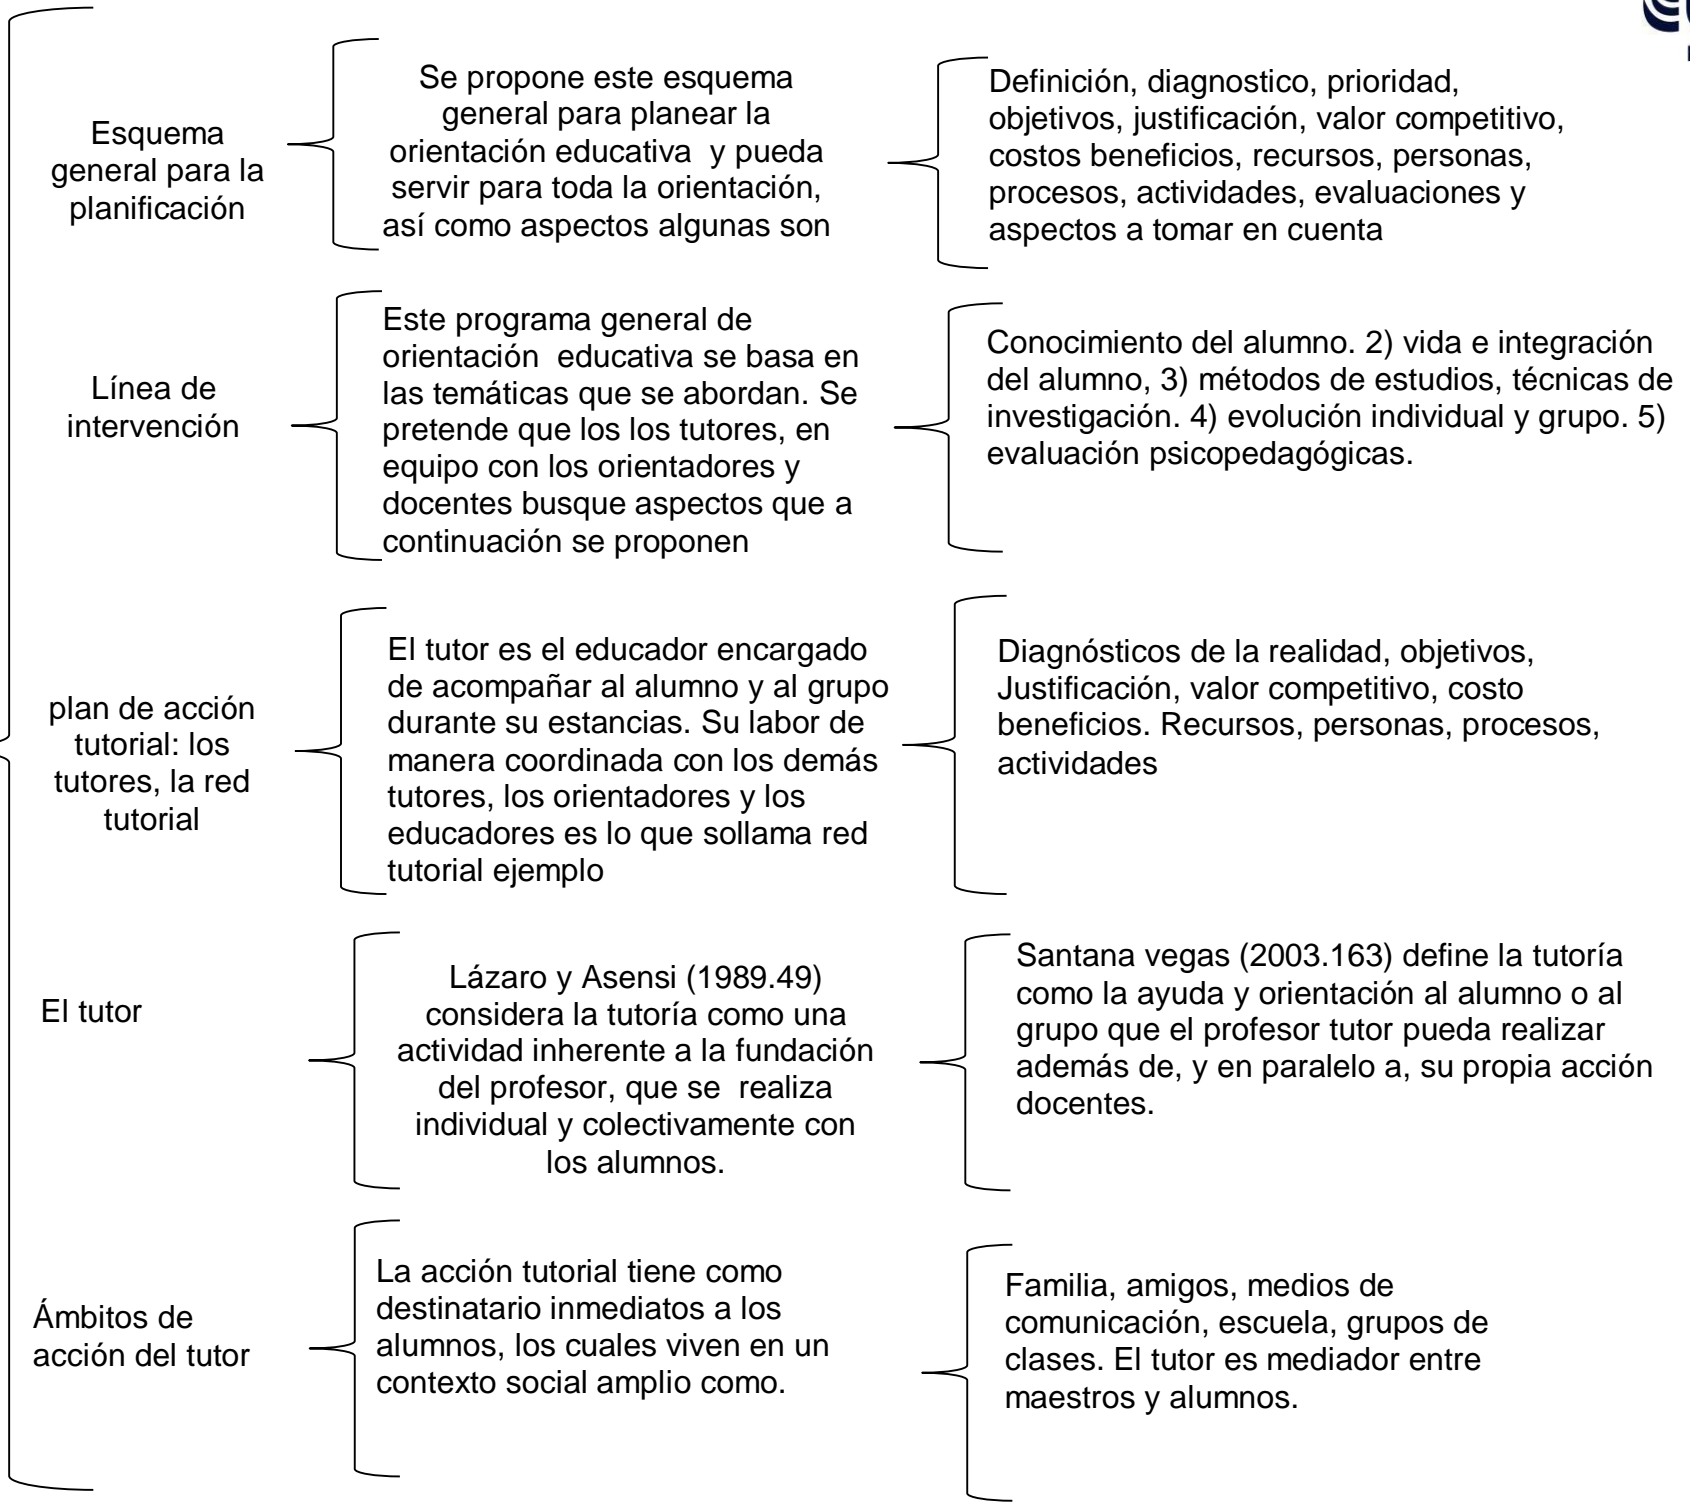 Esquema
general para la
planificación
Se propone este esquema
general para planear la
orientación educativa  y pueda
servir para toda la orientación,
así como aspectos algunas son
Definición, diagnostico, prioridad,
objetivos, justificación, valor competitivo,
costos beneficios, recursos, personas,
procesos, actividades, evaluaciones y
aspectos a tomar en cuenta
Línea de
intervención
Este programa general de
orientación  educativa se basa en
las temáticas que se abordan. Se
pretende que los los tutores, en
equipo con los orientadores y
docentes busque aspectos que a
continuación se proponen
Conocimiento del alumno. 2) vida e integración
del alumno, 3) métodos de estudios, técnicas de
investigación. 4) evolución individual y grupo. 5)
evaluación psicopedagógicas.
plan de acción
tutorial: los
tutores, la red
tutorial
El tutor es el educador encargado
de acompañar al alumno y al grupo
durante su estancias. Su labor de
manera coordinada con los demás
tutores, los orientadores y los
educadores es lo que sollama red
tutorial ejemplo
Diagnósticos de la realidad, objetivos,
Justificación, valor competitivo, costo
beneficios. Recursos, personas, procesos,
actividades
El tutor
Lázaro y Asensi (1989.49)
considera la tutoría como una
actividad inherente a la fundación
del profesor, que se  realiza
individual y colectivamente con
los alumnos.
Santana vegas (2003.163) define la tutoría
como la ayuda y orientación al alumno o al
grupo que el profesor tutor pueda realizar
además de, y en paralelo a, su propia acción
docentes.
Ámbitos de
acción del tutor
La acción tutorial tiene como
destinatario inmediatos a los
alumnos, los cuales viven en un
contexto social amplio como.
Familia, amigos, medios de
comunicación, escuela, grupos de
clases. El tutor es mediador entre
maestros y alumnos.